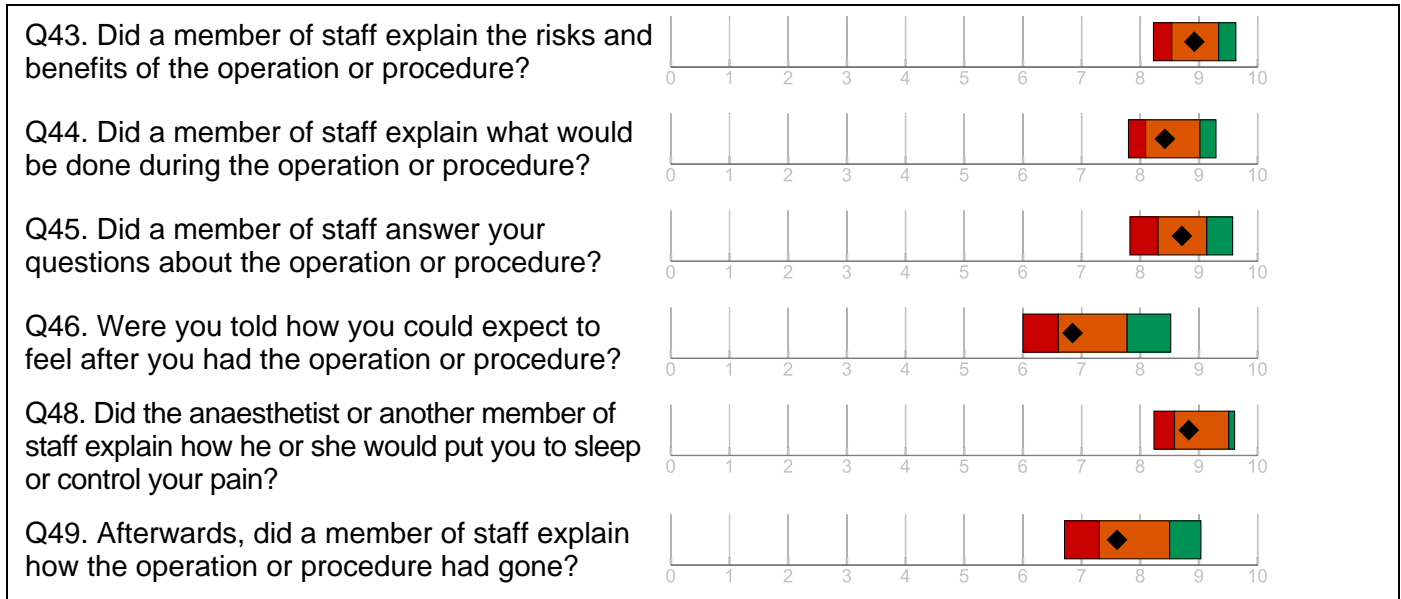 Q43. Did a member of staff explain the risks and
benefits of the operation or procedure?
0 1 2 3 4 5 6 7 8 9 10
Q44. Did a member of staff explain what would
be done during the operation or procedure?
0 1 2 3 4 5 6 7 8 9 10
Q45. Did a member of staff answer your
questions about the operation or procedure?
0 1 2 3 4 5 6 7 8 9 10
Q46. Were you told how you could expect to
feel after you had the operation or procedure?
0 1 2 3 4 5 6 7 8 9 10
Q48. Did the anaesthetist or another member of
staff explain how he or she would put you to sleep
or control your pain?
0 1 2 3 4 5 6 7 8 9 10
Q49. Afterwards, did a member of staff explain
how the operation or procedure had gone?
0 1 2 3 4 5 6 7 8 9 10